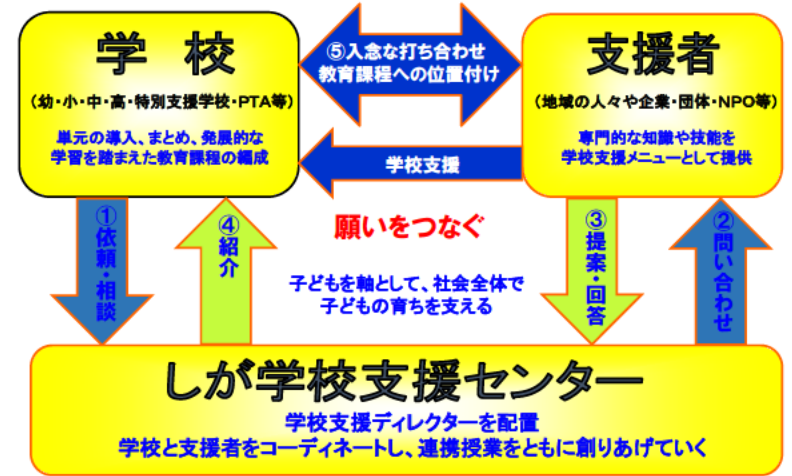 学 校
(幼・小・中・高・特別支援学校・PTA等)
単元の導入、まとめ、発展的な
学習を踏まえた教育課程の編成
⑤入念な打ち合わせ
教育課程への位置付け
学校支援
支援者
(地域の人々や企業・団体・NPO等)
専門的な知識や技能を
学校支援メニューとして提供
①依頼・相談
④紹介
願いをつなぐ
子どもを軸として、社会全体で
子どもの育ちを支える
③提案・回答
②問い合わせ
しが学校支援センター
学校支援ディレクターを配置
学校と支援者をコーディネートし、連携授業をともに創りあげていく